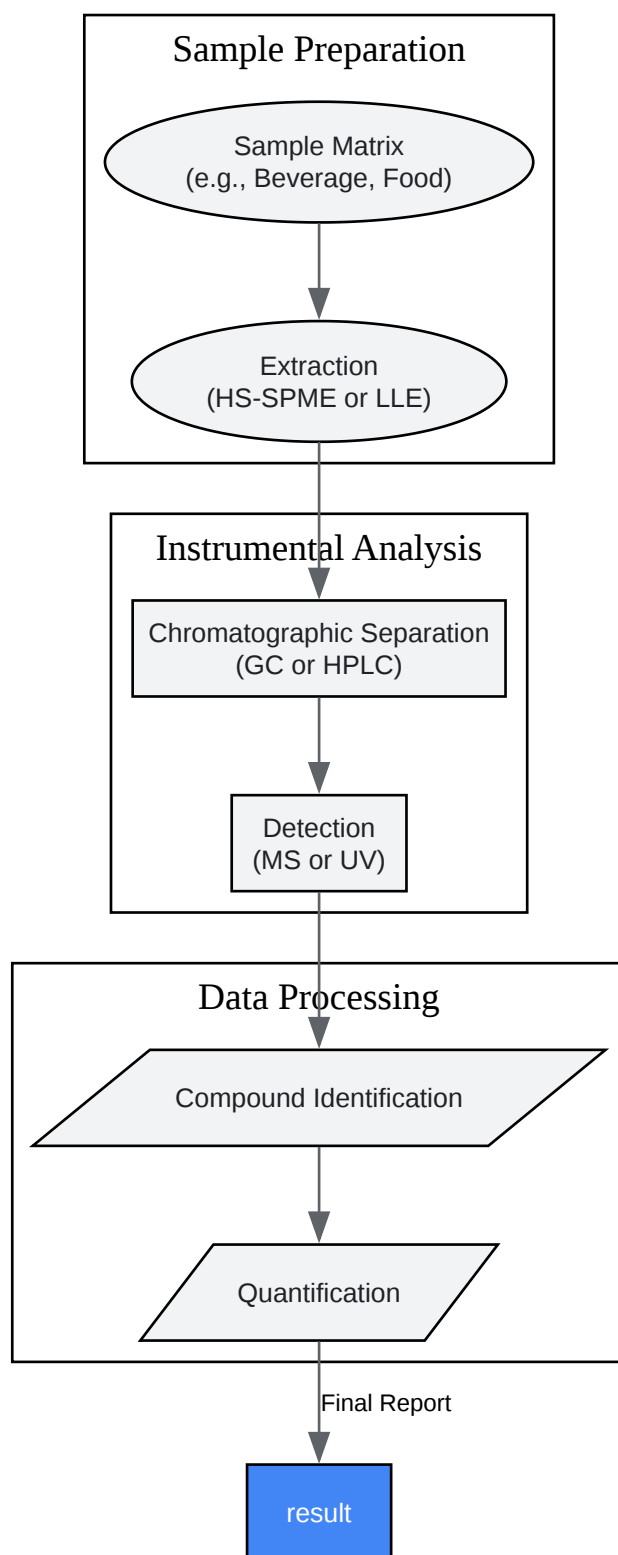 Sample Preparation
Sample Matrix
(e.g., Beverage, Food)
Extraction
(HS-SPME or LLE)
Instrumental Analysis
Chromatographic Separation
(GC or HPLC)
Detection
(MS or UV)
Data Processing
Compound Identification
Quantification
Final Report
result